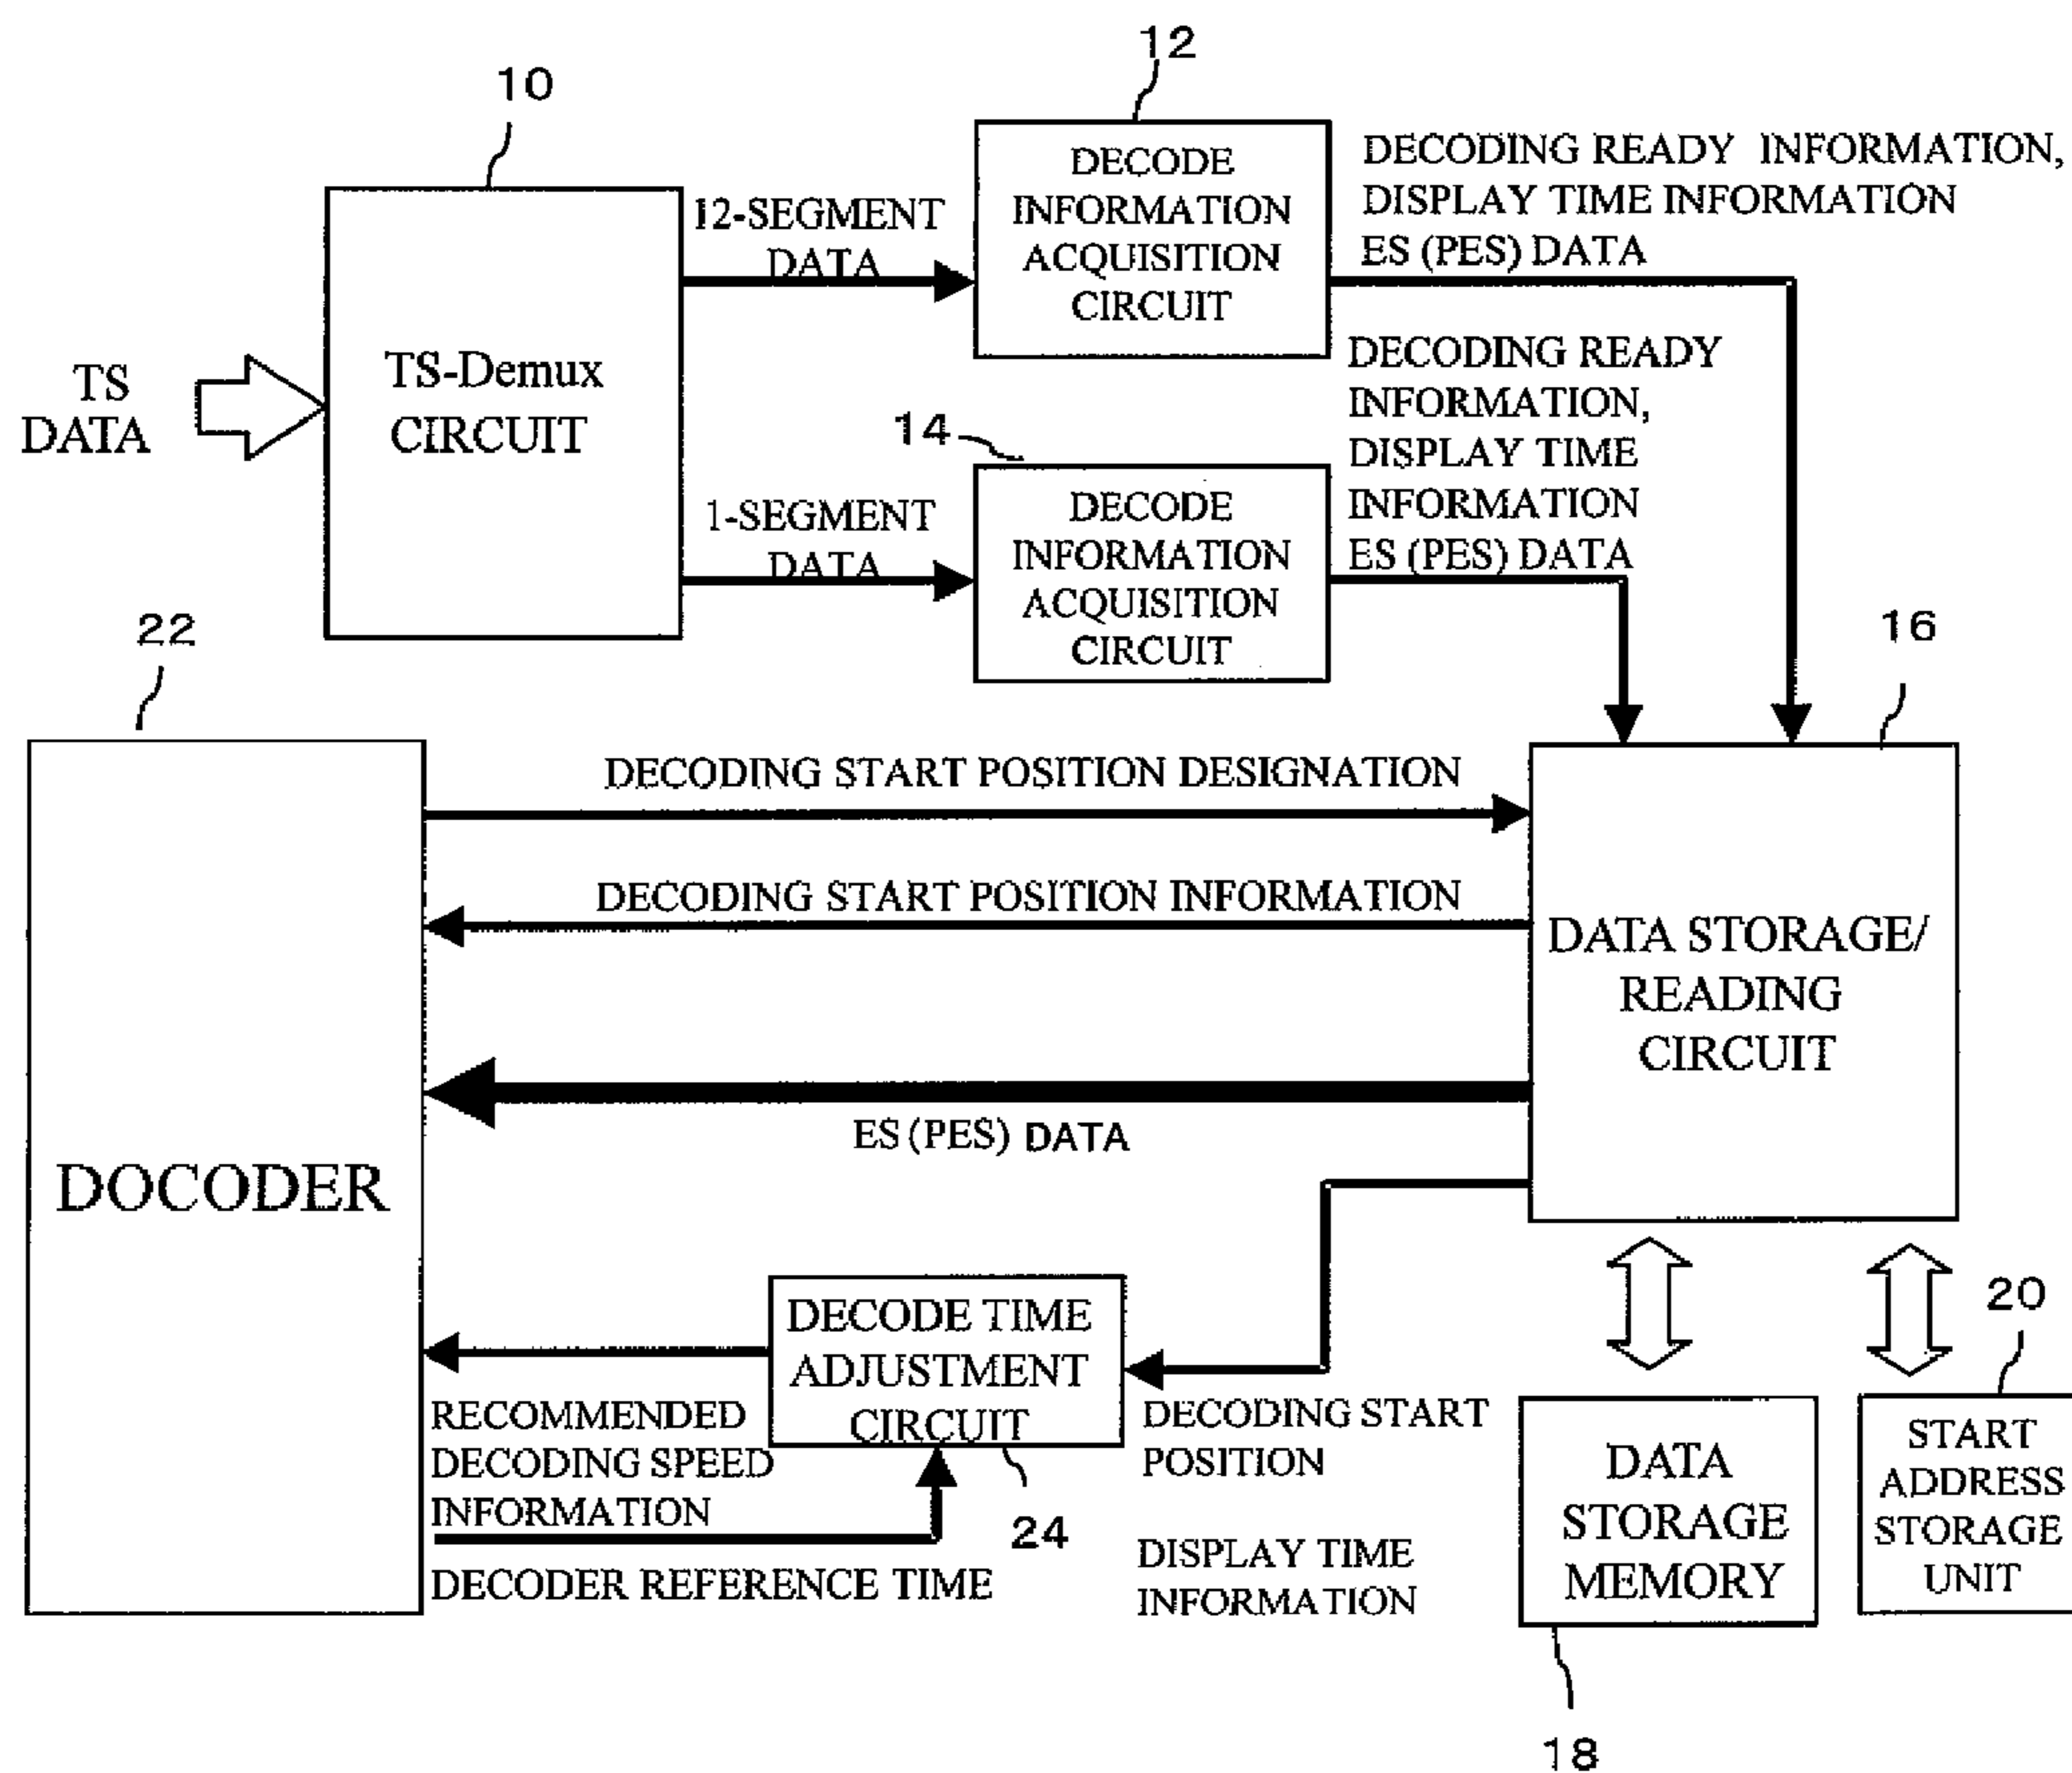 12
10
DECODE
INFORMATION
ACQUISITION
CIRCUIT
DECODING READY INFORMATION,
DISPLAY TIME INFORMATION
ES (PES) DATA
12-SEGMENT
DATA
TS
DATA
TS-Demux
CIRCUIT
14
DECODING READY
INFORMATION,
DISPLAY TIME
INFORMATION
ES (PES) DATA
1-SEGMENT
DATA
DECODE
INFORMATION
ACQUISITION
CIRCUIT
22
16
DECODING START POSITION DESIGNATION
DECODING START POSITION INFORMATION
DATA STORAGE/
READING
CIRCUIT
ES (PES) DATA
DOCODER
DECODE TIME
ADJUSTMENT
CIRCUIT
24
RECOMMENDED
DECODING SPEED
INFORMATION
DECODER REFERENCE TIME
DECODING START
POSITION
DISPLAY TIME
INFORMATION
20
DATA
STORAGE
MEMORY
START
ADDRESS
STORAGE
UNIT
18